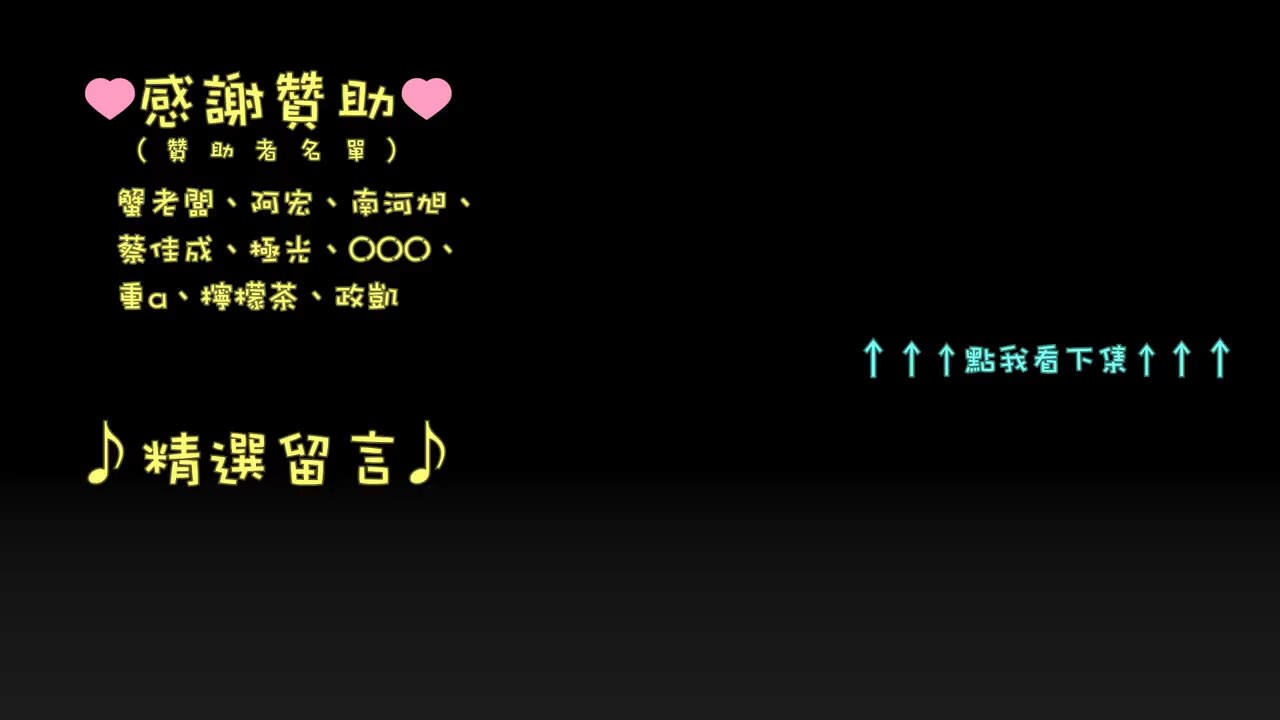 感謝贊助
(贊助者名單)
蟹老闆、阿宏、南河旭、
蔡佳成、極光、〇〇〇、
重a、檸檬茶、政凱
↑↑↑點我看下集↑↑↑
♪精選留言♪